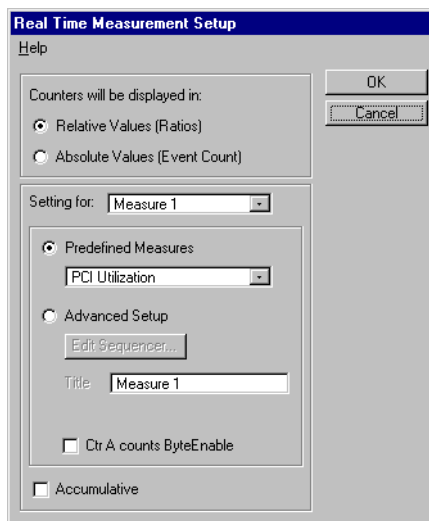 Real Time Measurement Setup
Help
Counters will be displayed in:
Relative Values (Ratios)
Absolute Values (Event Count)
OK
Cancel
Setting for: Measure 1
Predefined Measures
PCI Utilization
Advanced Setup
Edit Sequencer...
Title Measure 1
Ctr A counts ByteEnable
Accumulative